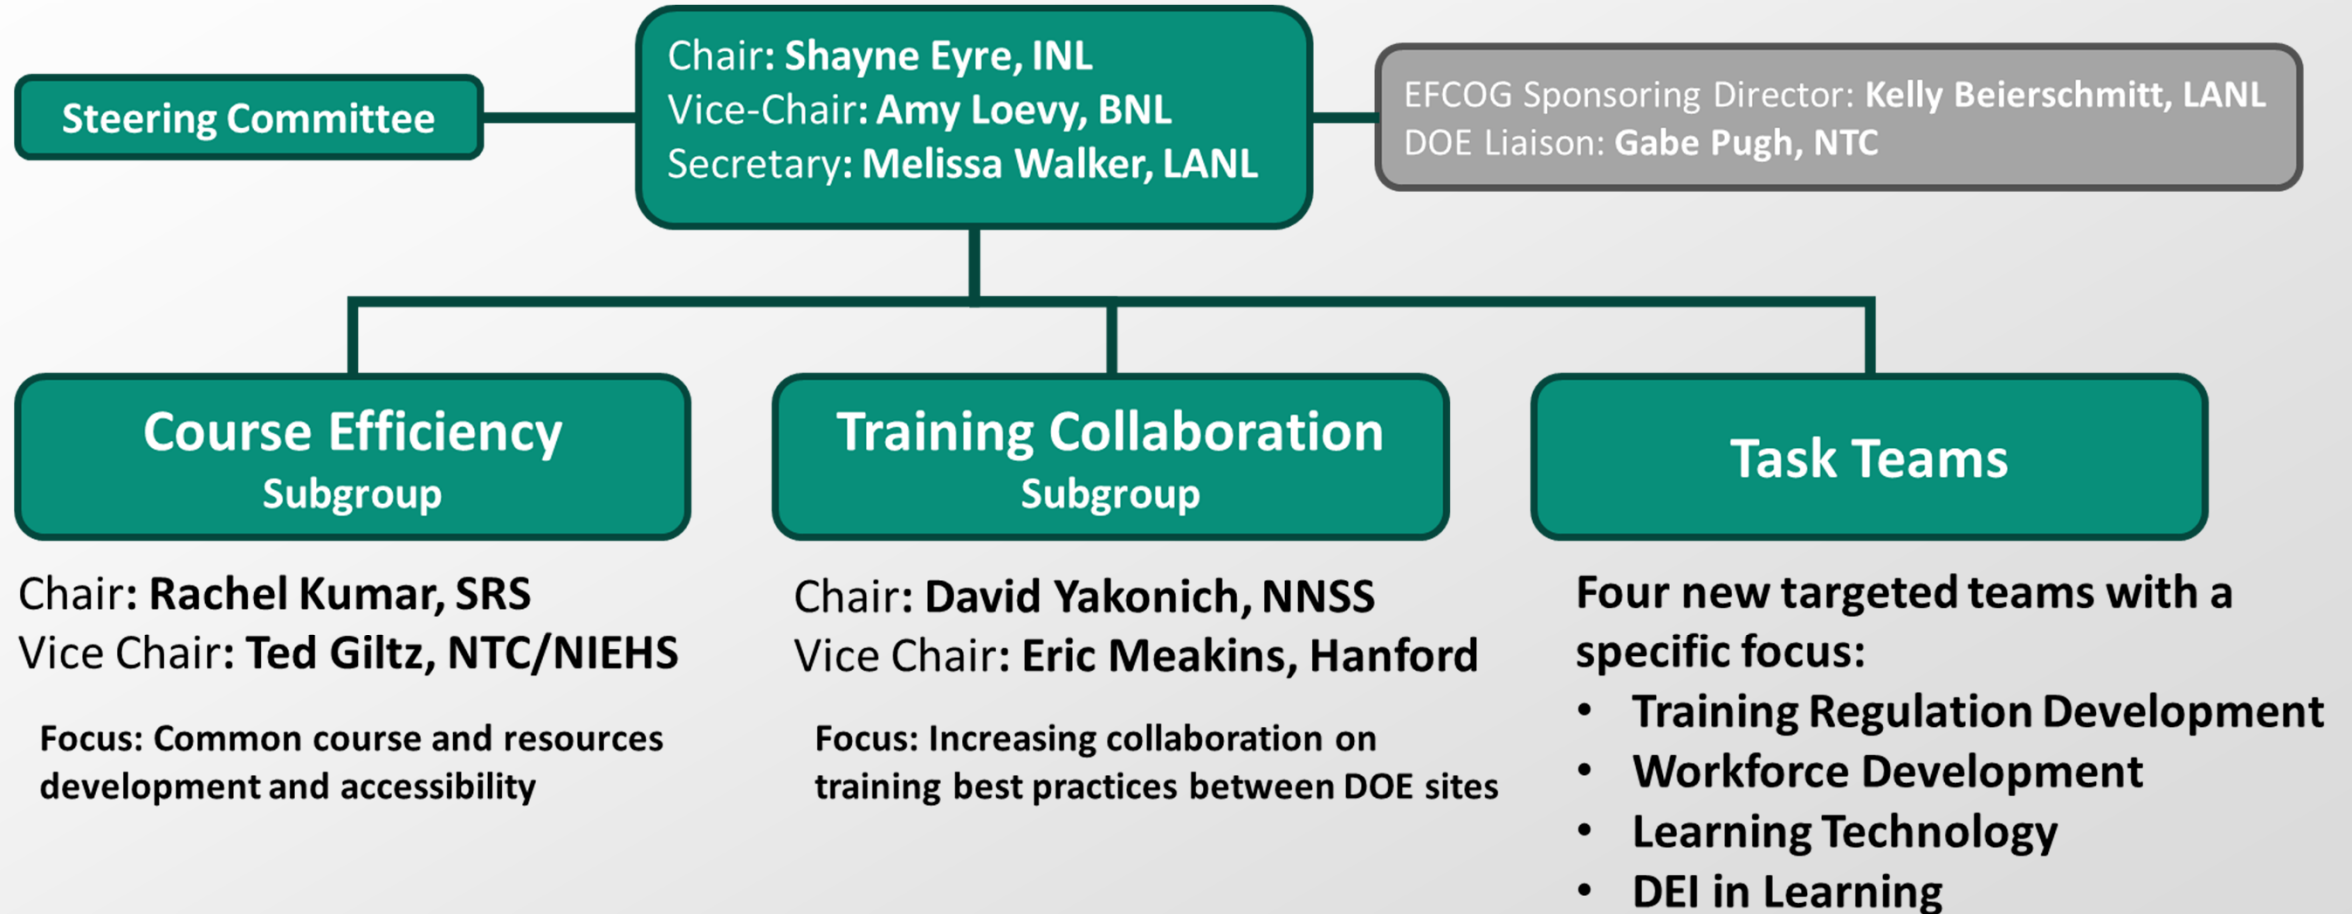 Steering Committee
Chair: Shayne Eyre, INL
Vice-Chair: Amy Loevy, BNL
Secretary: Melissa Walker, LANL
EFCOG Sponsoring Director: Kelly Beierschmitt, LANL
DOE Liaison: Gabe Pugh, NTC
Course Efficiency
Subgroup
Chair: Rachel Kumar, SRS
Vice Chair: Ted Giltz, NTC/NIEHS
Focus: Common course and resources
development and accessibility
Training Collaboration
Subgroup
Chair: David Yakonich, NNSS
Vice Chair: Eric Meakins, Hanford
Focus: Increasing collaboration on
training best practices between DOE sites
Task Teams
Four new targeted teams with a
specific focus:
• Training Regulation Development
• Workforce Development
• Learning Technology
• DEI in Learning